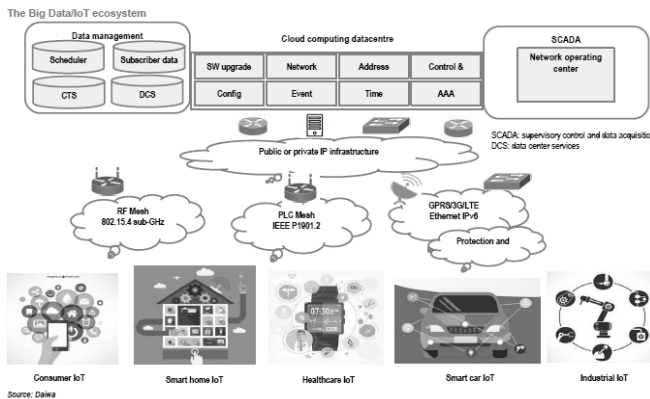 The Big Data/IoT ecosystem
Data management
Scheduler
Subscriber data
CTS
DCS
Cloud computing datacentre
SW upgrade
Network
Address
Control &
Config
Event
Time
AAA
SCADA
Network operating
center
SCADA: supervisory control and data acquisitio
DCS: data center services
Public or private IP infrastructure
RF Mesh
802.15.4 sub-GHz
PLC Mesh
IEEE P1901.2
GPRS/3G/LTE
Ethernet IPv6
Protection and
07:30
Consumer IoT
Smart home IoT
Healthcare IoT
Smart car IoT
Industrial IoT
Source: Daiwa